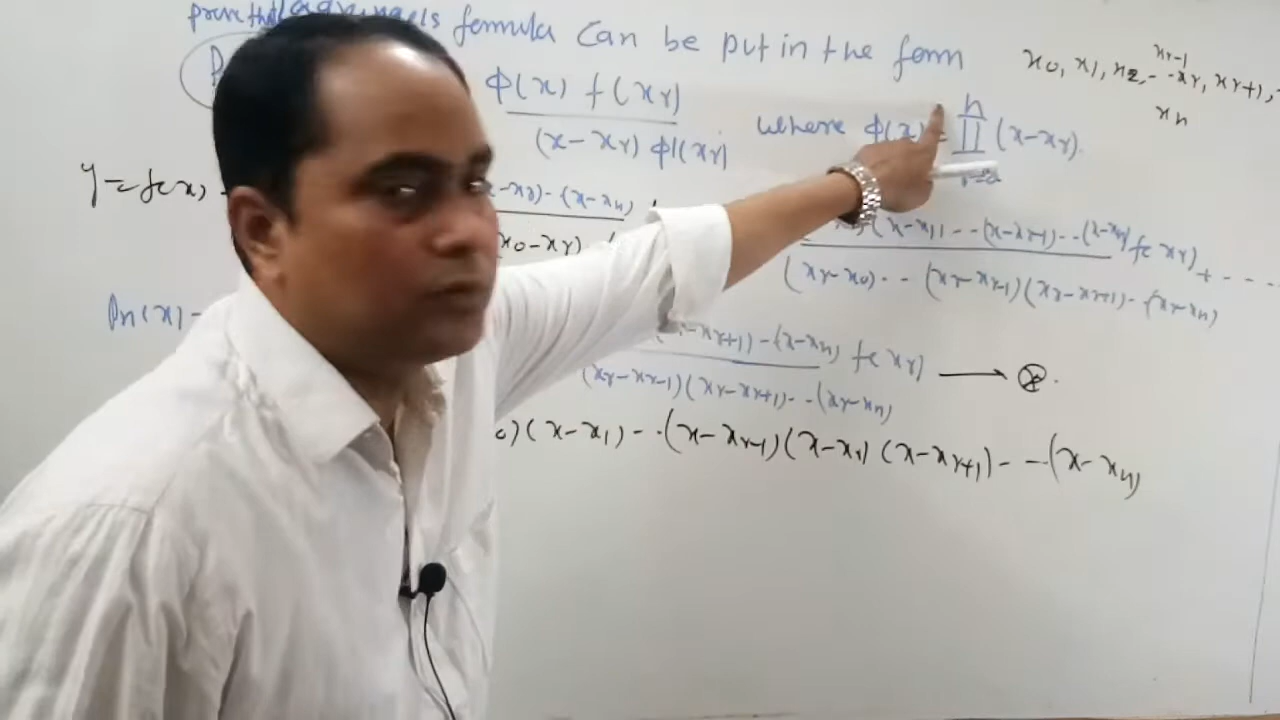 prove that Lagrange's formula can be put in the form
x0, x1, x2, - - xr-1 xr, xr+1, -
xn
ϕ(x) f(xr)
(x-xr) ϕ|(xr)
where ϕ(x) = n ∏ (x-xr).
y = f(x)
-xr) - (x-xn)
x0-xr)
(x-x1) - - (x-xr-1) - - (x-xn) f(xr) + - - - -
(xr-x0) - - (xr-xr-1)(xr-xr+1) - (xr-xn)
Pn(x) -
-xr+1) - (x-xn) f(xr) ⟶ ⊗.
(xr-xr-1)(xr-xr+1) - - (xr-xn)
)(x-x1) - - (x-xr-1)(x-xr)(x-xr+1) - - - (x-xn)